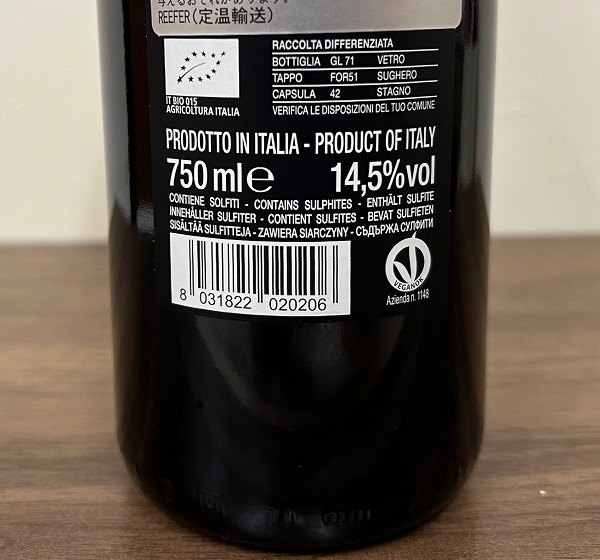 REEFER（定温輸送）
RACCOLTA DIFFERENZIATA
BOTTIGLIA GL 71 VETRO
TAPPO FOR51 SUGHERO
CAPSULA 42 STAGNO
VERIFICA LE DISPOSIZIONI DEL TUO COMUNE
IT BIO 015
AGRICOLTURA ITALIA
PRODOTTO IN ITALIA - PRODUCT OF ITALY
750 ml e 14,5%vol
CONTIENE SOLFITI - CONTAINS SULPHITES - ENTHÄLT SULFITE
INNEHÅLLER SULFITER - CONTIENT SULFITES - BEVAT SULFIETEN
SISÄLTÄÄ SULFITTEJA - ZAWIERA SIARCZYNY - СЪДЪРЖА СУЛФИТИ
8 031822 020206
VEGANOK
Azienda n. 1148